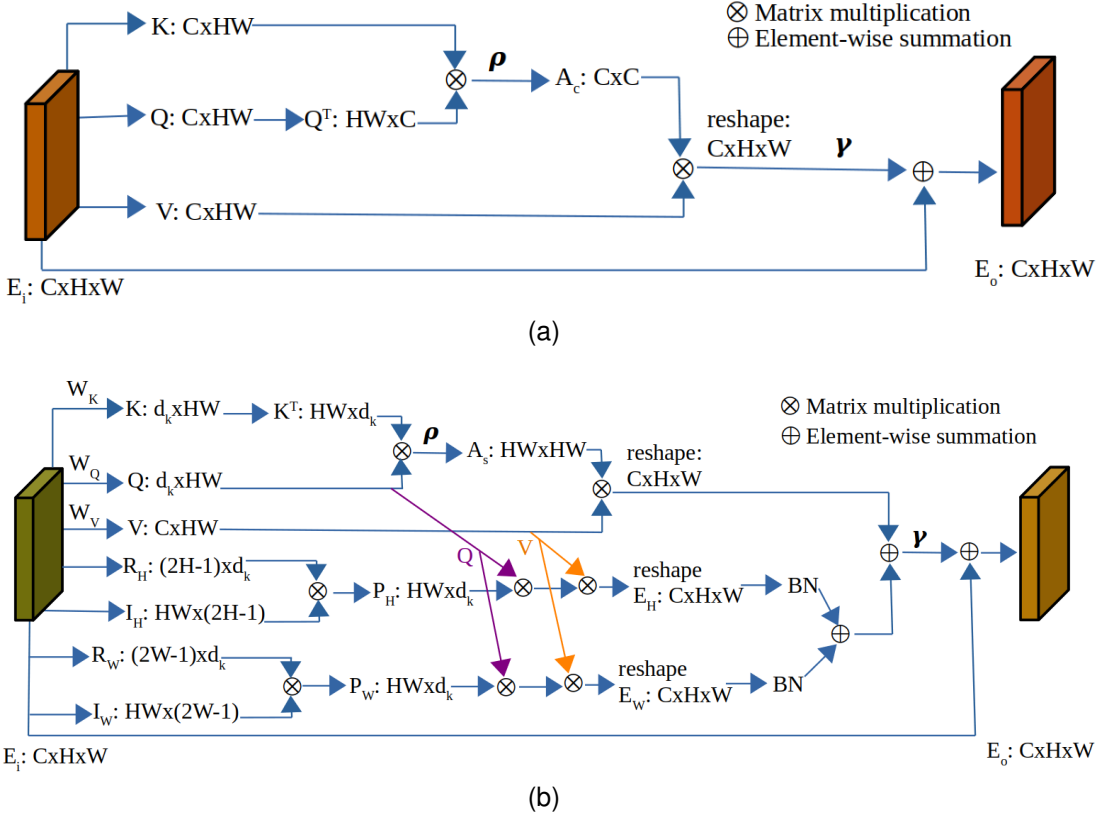 K: CxHW
⊗ Matrix multiplication
⊕ Element-wise summation
ρ
A_c: CxC
Q: CxHW
Q^T: HWxC
reshape:
CxHxW
γ
V: CxHW
E_i: CxHxW
E_o: CxHxW
(a)
W_K
K: d_kxHW
K^T: HWxd_k
⊗ Matrix multiplication
⊕ Element-wise summation
ρ
A_s: HWxHW
reshape:
CxHxW
W_Q
Q: d_kxHW
W_V
V: CxHW
γ
Q
V
R_H: (2H-1)xd_k
P_H: HWxd_k
reshape
E_H: CxHxW
BN
I_H: HWx(2H-1)
R_W: (2W-1)xd_k
P_W: HWxd_k
reshape
E_W: CxHxW
BN
I_W: HWx(2W-1)
E_i: CxHxW
E_o: CxHxW
(b)